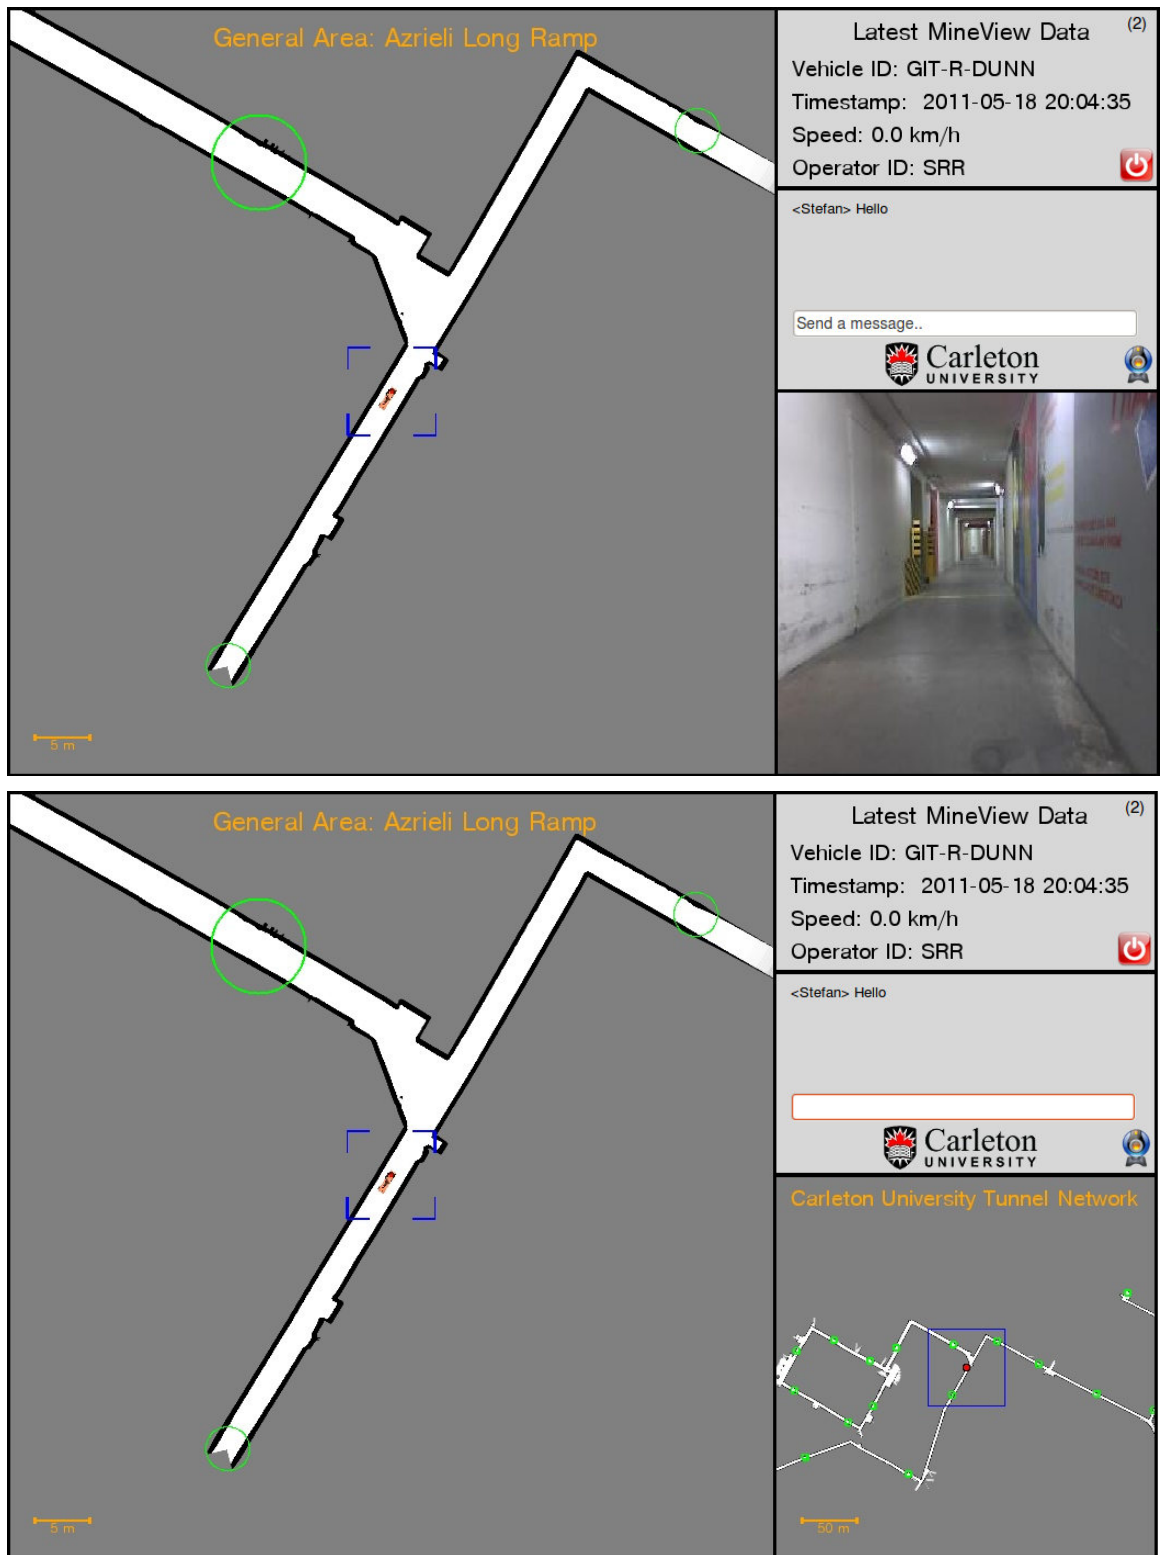 General Area: Azrieli Long Ramp
5 m
Latest MineView Data
(2)
Vehicle ID: GIT-R-DUNN
Timestamp: 2011-05-18 20:04:35
Speed: 0.0 km/h
Operator ID: SRR
<Stefan> Hello
Send a message..
Carleton
UNIVERSITY
General Area: Azrieli Long Ramp
5 m
Latest MineView Data
(2)
Vehicle ID: GIT-R-DUNN
Timestamp: 2011-05-18 20:04:35
Speed: 0.0 km/h
Operator ID: SRR
<Stefan> Hello
Carleton
UNIVERSITY
Carleton University Tunnel Network
50 m